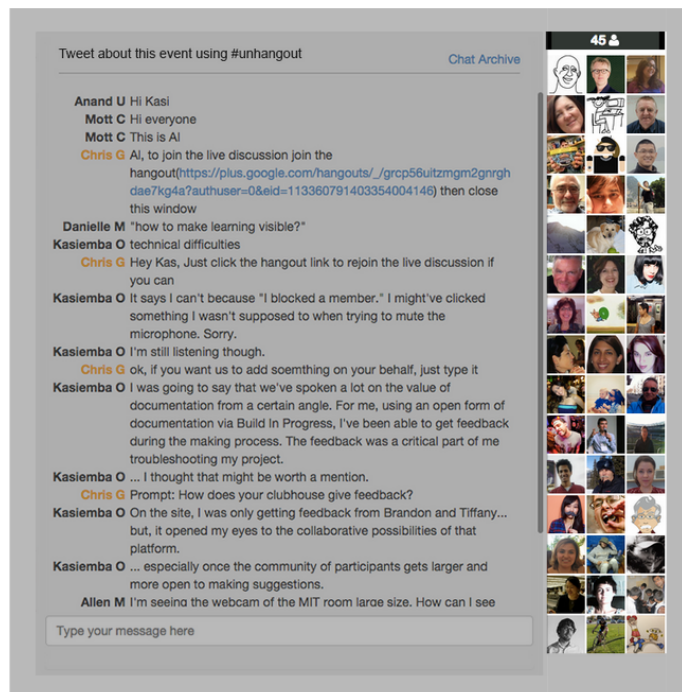 Tweet about this event using #unhangout
Chat Archive
45
Anand U Hi Kasi
Mott C Hi everyone
Mott C This is Al
Chris G Al, to join the live discussion join the
hangout(https://plus.google.com/hangouts/_/grcp56uitzmgm2gnrgh
dae7kg4a?authuser=0&eid=113360791403354004146) then close
this window
Danielle M "how to make learning visible?"
Kasiemba O technical difficulties
Chris G Hey Kas, Just click the hangout link to rejoin the live discussion if
you can
Kasiemba O It says I can't because "I blocked a member." I might've clicked
something I wasn't supposed to when trying to mute the
microphone. Sorry.
Kasiemba O I'm still listening though.
Chris G ok, if you want us to add soemthing on your behalf, just type it
Kasiemba O I was going to say that we've spoken a lot on the value of
documentation from a certain angle. For me, using an open form of
documentation via Build In Progress, I've been able to get feedback
during the making process. The feedback was a critical part of me
troubleshooting my project.
Kasiemba O ... I thought that might be worth a mention.
Chris G Prompt: How does your clubhouse give feedback?
Kasiemba O On the site, I was only getting feedback from Brandon and Tiffany...
but, it opened my eyes to the collaborative possibilities of that
platform.
Kasiemba O ... especially once the community of participants gets larger and
more open to making suggestions.
Allen M I'm seeing the webcam of the MIT room large size. How can I see
Type your message here